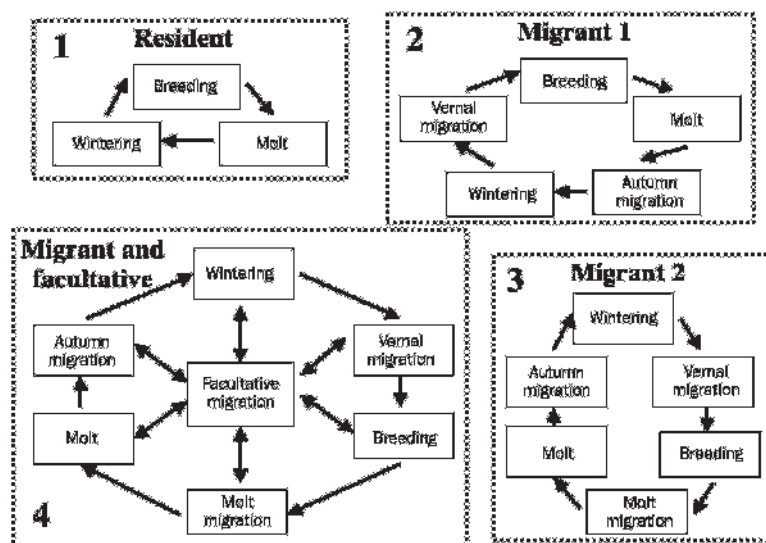 1
Resident
Breeding
Wintering
Molt
2
Migrant 1
Breeding
Vernal
migration
Molt
Wintering
Autumn
migration
Migrant and
facultative
Wintering
Autumn
migration
Vernal
migration
Facultative
migration
Molt
Breeding
Molt
migration
4
3
Migrant 2
Wintering
Autumn
migration
Vernal
migration
Molt
Breeding
Molt
migration